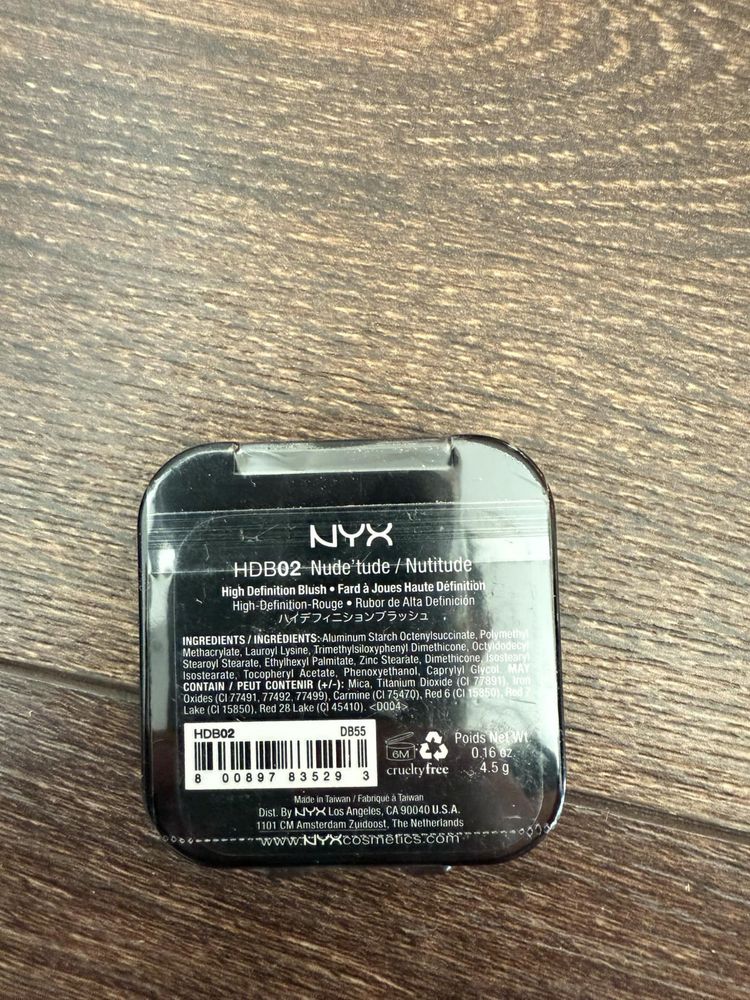 NYX
HDB02 Nude'tude / Nutitude
High Definition Blush • Fard à Joues Haute Définition
High-Definition-Rouge • Rubor de Alta Definición
ハイデフィニションブラッシュ
INGREDIENTS / INGRÉDIENTS: Aluminum Starch Octenylsuccinate, Polymethyl
Methacrylate, Lauroyl Lysine, Trimethylsiloxyphenyl Dimethicone, Octyldodecyl
Stearoyl Stearate, Ethylhexyl Palmitate, Zinc Stearate, Dimethicone, Isostearyl
Isostearate, Tocopheryl Acetate, Phenoxyethanol, Caprylyl Glycol. MAY
CONTAIN / PEUT CONTENIR (+/-): Mica, Titanium Dioxide (CI 77891), Iron
Oxides (CI 77491, 77492, 77499), Carmine (CI 75470), Red 6 (CI 15850), Red 7
Lake (CI 15850), Red 28 Lake (CI 45410). <0004>
HDB02 DB55
8 00897 83529 3
6M
crueltyfree
Poids Net Wt.
0.16 oz.
4.5 g
Made in Taiwan / Fabriqué à Taiwan
Dist. By NYX Los Angeles, CA 90040 U.S.A.
1101 CM Amsterdam Zuidoost, The Netherlands
www.NYXcosmetics.com